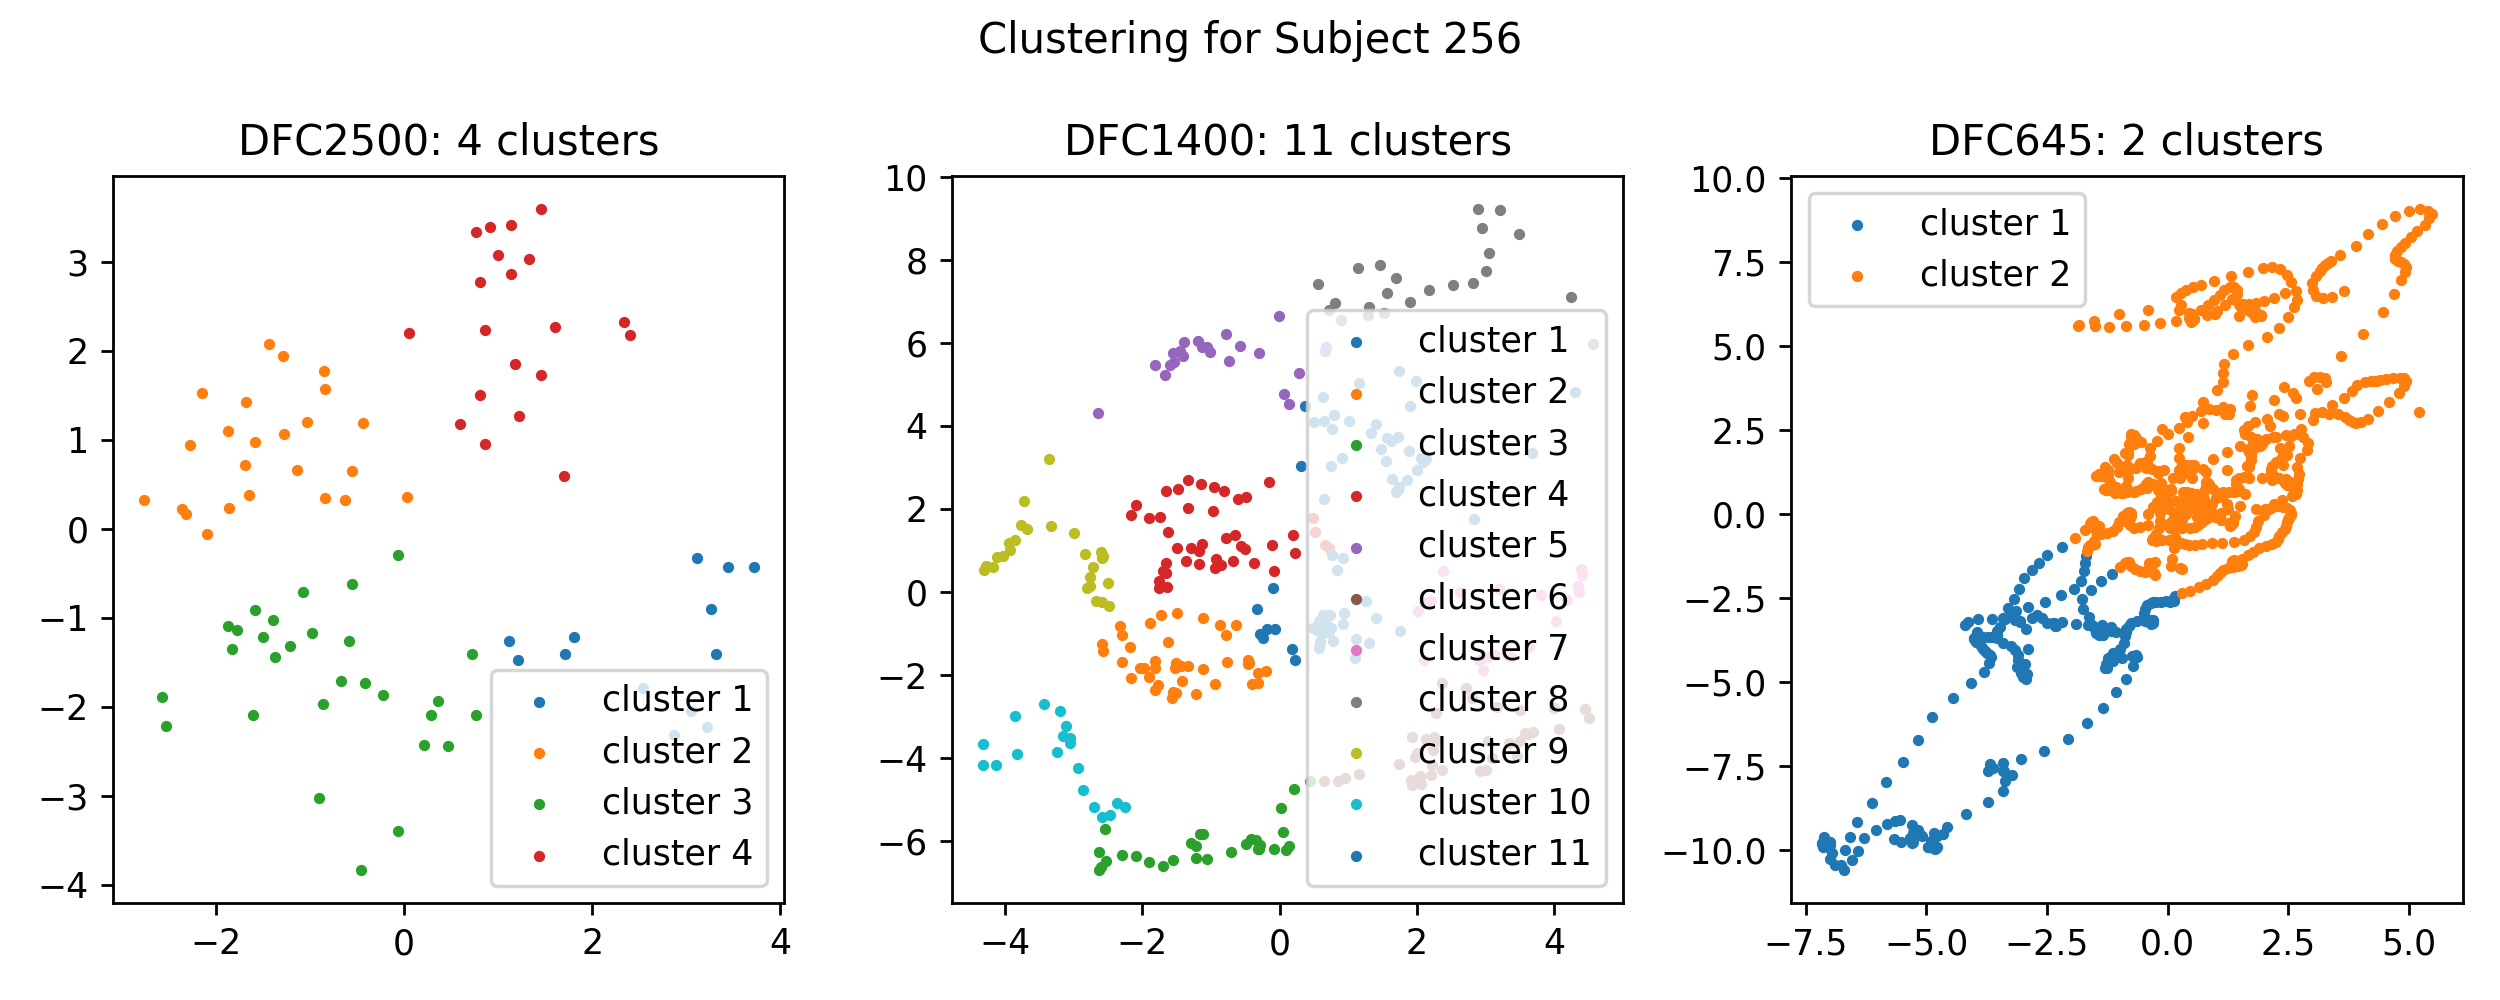 Clustering for Subject 256
DFC2500: 4 clusters
3
2
1
0
−1
−2
−3
−4
−2
0
2
4
cluster 1
cluster 2
cluster 3
cluster 4
DFC1400: 11 clusters
10
8
6
4
2
0
−2
−4
−6
−4
−2
0
2
4
cluster 1
cluster 2
cluster 3
cluster 4
cluster 5
cluster 6
cluster 7
cluster 8
cluster 9
cluster 10
cluster 11
DFC645: 2 clusters
10.0
7.5
5.0
2.5
0.0
−2.5
−5.0
−7.5
−10.0
−7.5
−5.0
−2.5
0.0
2.5
5.0
cluster 1
cluster 2